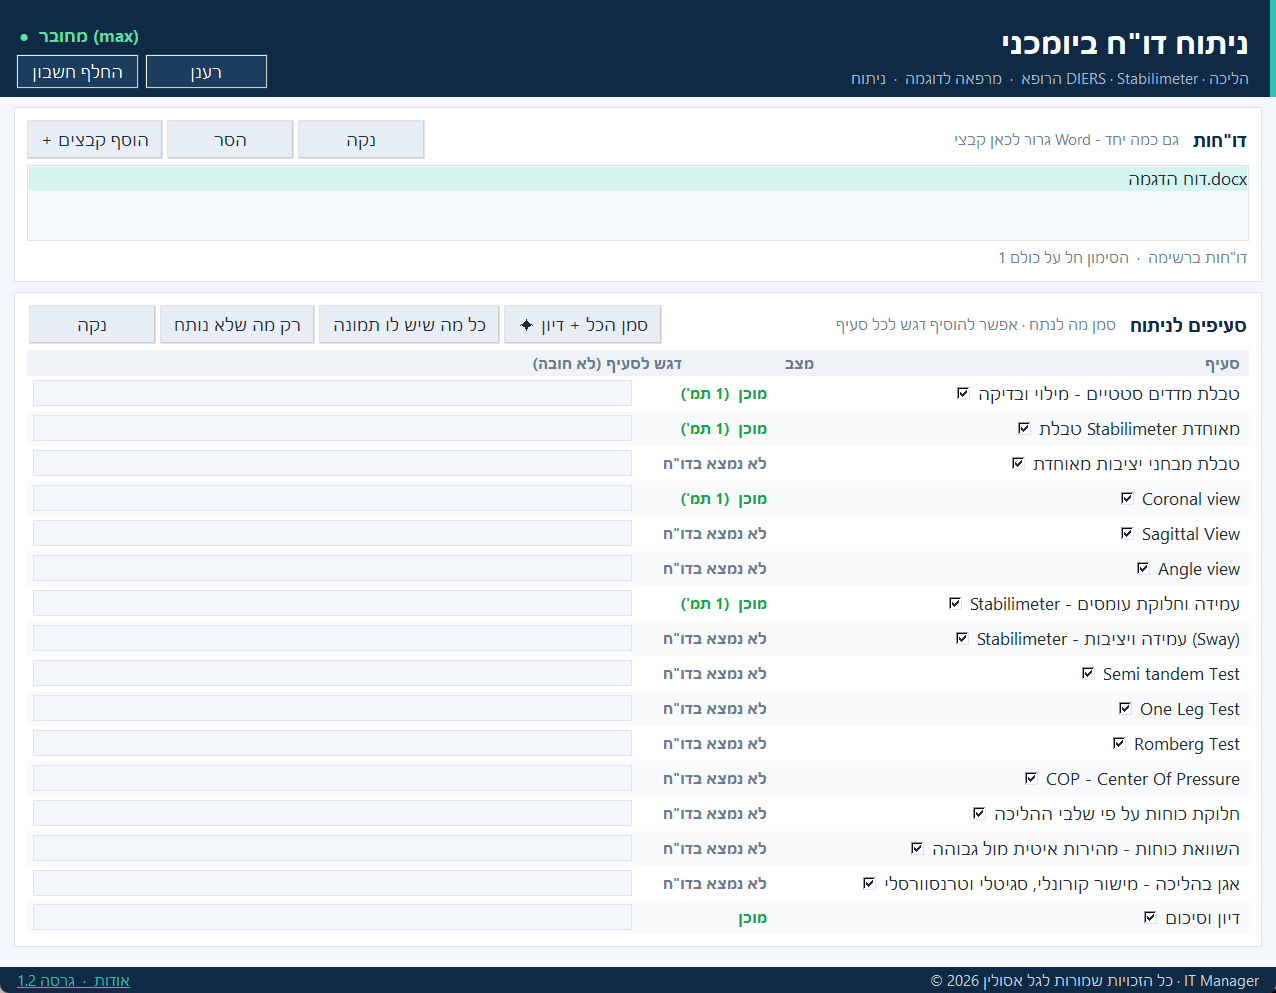 ניתוח דו"ח ביומכני
הליכה · DIERS · Stabilimeter הרופא · מרפאה לדוגמה · ניתוח
● מחובר (max)
רענן
החלף חשבון
דו"חות
גם כמה יחד - Word גרור לכאן קבצי
נקה
הסר
הוסף קבצים +
דוח הדגמה.docx
דו"חות ברשימה · הסימון חל על כולם 1
סעיפים לניתוח
סמן מה לנתח · אפשר להוסיף דגש לכל סעיף
סמן הכל + דיון ✦
כל מה שיש לו תמונה
רק מה שלא נותח
נקה
סעיף מצב דגש לסעיף (לא חובה)
טבלת מדדים סטטיים - מילוי ובדיקה מוכן (1 תמ')
מאוחדת Stabilimeter טבלת מוכן (1 תמ')
טבלת מבחני יציבות מאוחדת לא נמצא בדו"ח
Coronal view מוכן (1 תמ')
Sagittal View לא נמצא בדו"ח
Angle view לא נמצא בדו"ח
עמידה וחלוקת עומסים - Stabilimeter מוכן (1 תמ')
עמידה ויציבות - Stabilimeter (Sway) לא נמצא בדו"ח
Semi tandem Test לא נמצא בדו"ח
One Leg Test לא נמצא בדו"ח
Romberg Test לא נמצא בדו"ח
COP - Center Of Pressure לא נמצא בדו"ח
חלוקת כוחות על פי שלבי ההליכה לא נמצא בדו"ח
השוואת כוחות - מהירות איטית מול גבוהה לא נמצא בדו"ח
אגן בהליכה - מישור קורונלי, סגיטלי וטרנסוורסלי לא נמצא בדו"ח
דיון וסיכום מוכן
IT Manager · כל הזכויות שמורות לגל אסולין 2026 ©
אודות · גרסה 1.2